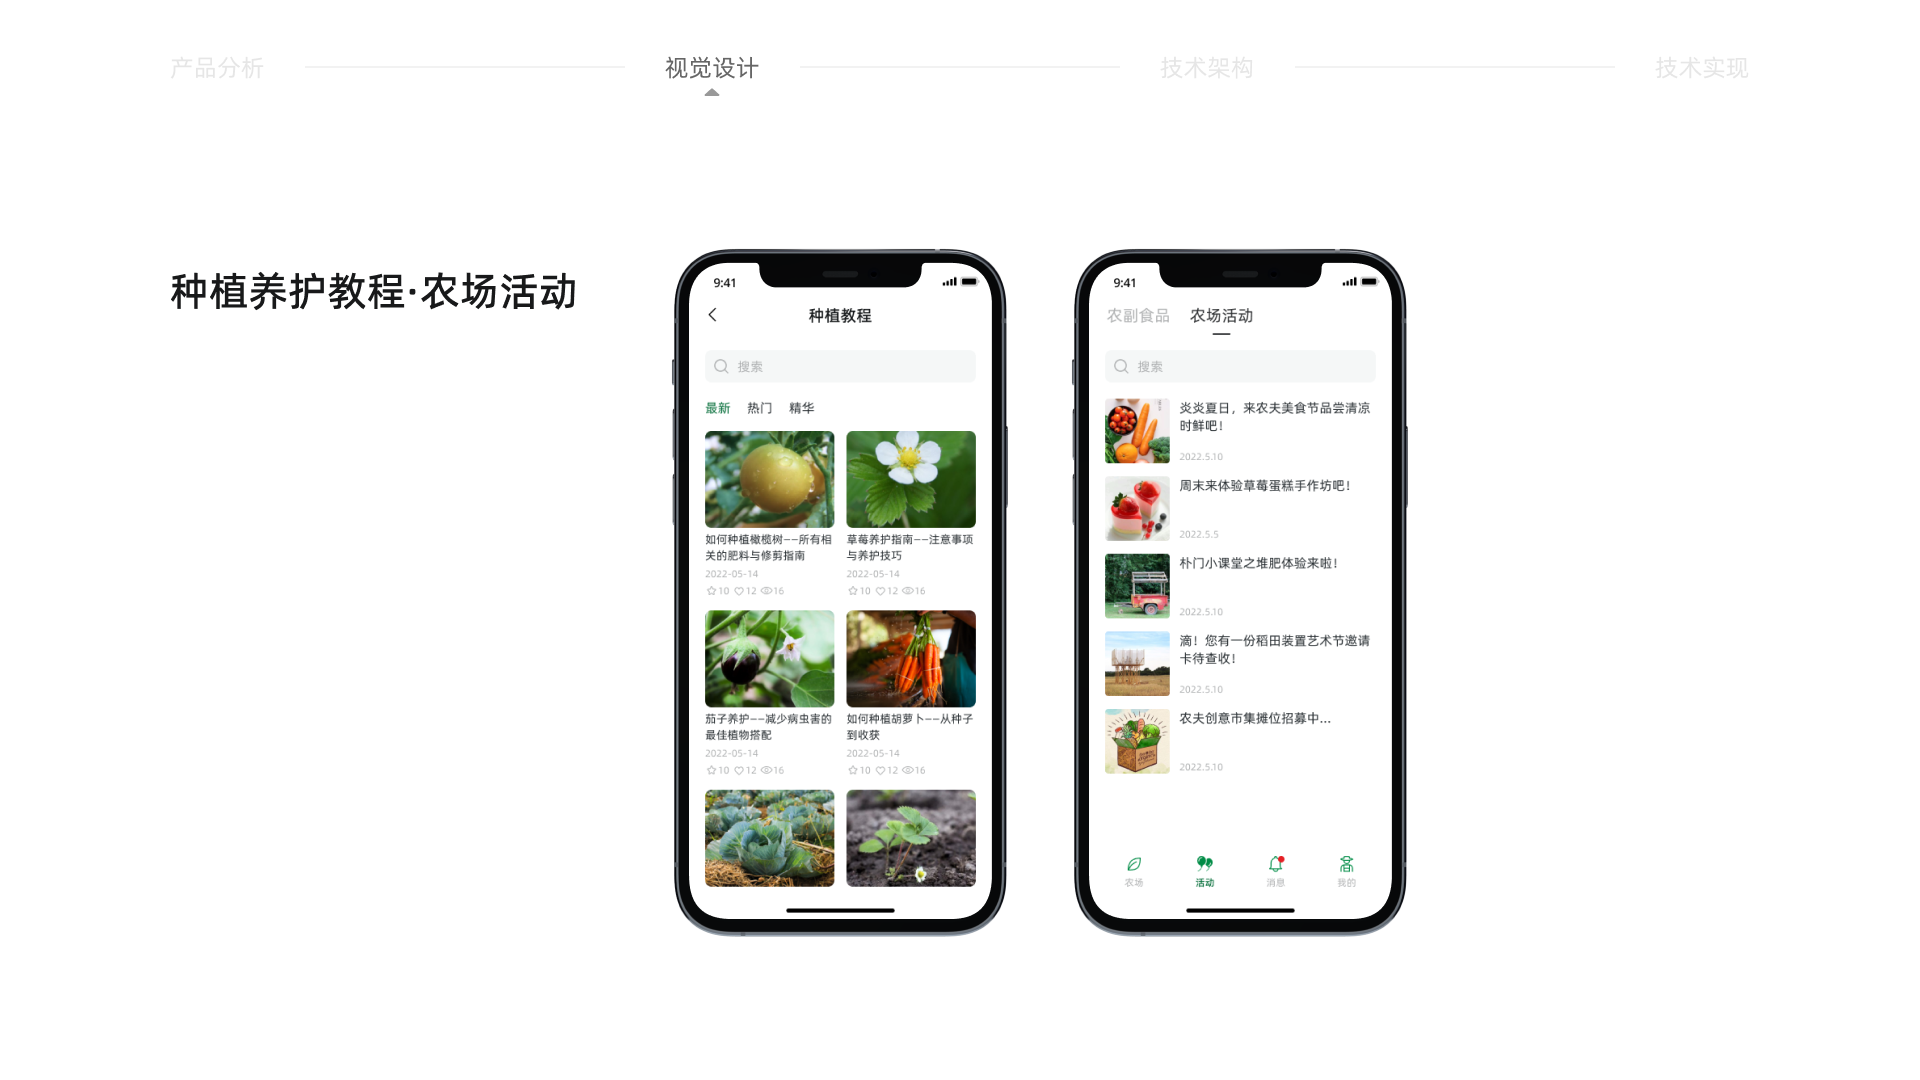 产品分析
视觉设计
技术架构
技术实现
种植养护教程·农场活动
9:41
种植教程
搜索
最新 热门 精华
如何种植橄榄树——所有相
关的肥料与修剪指南
2022-05-14
10 12 16
草莓养护指南——注意事项
与养护技巧
2022-05-14
10 12 16
茄子养护——减少病虫害的
最佳植物搭配
2022-05-14
10 12 16
如何种植胡萝卜——从种子
到收获
2022-05-14
10 12 16
9:41
农副食品 农场活动
搜索
炎炎夏日，来农夫美食节品尝清凉
时鲜吧！
2022.5.10
周末来体验草莓蛋糕手作坊吧！
2022.5.5
朴门小课堂之堆肥体验来啦！
2022.5.10
滴！您有一份稻田装置艺术节邀请
卡待查收！
2022.5.10
农夫创意市集摊位招募中...
2022.5.10
农场 活动 消息 我的